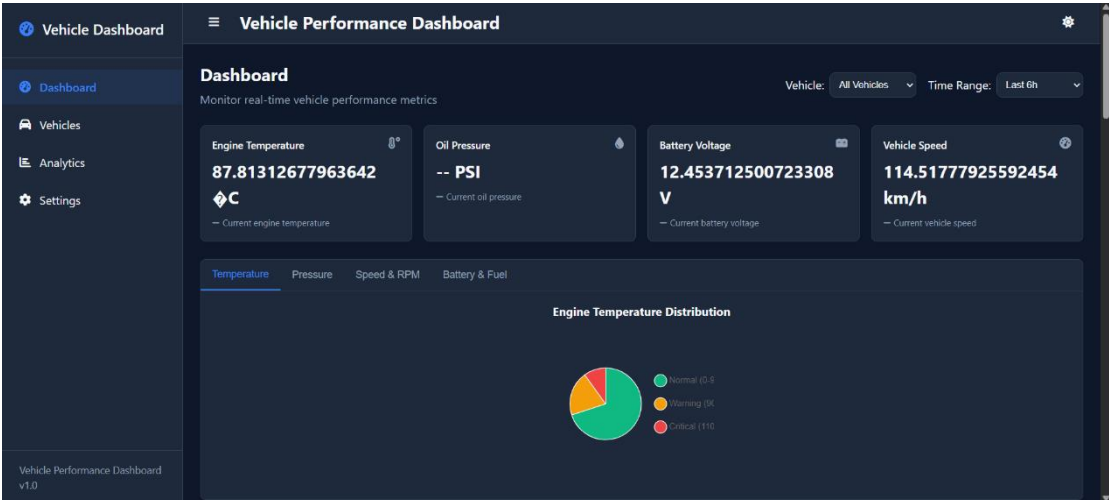 Vehicle Dashboard
Dashboard
Vehicles
Analytics
Settings
Vehicle Performance Dashboard
v1.0
Vehicle Performance Dashboard
Dashboard
Monitor real-time vehicle performance metrics
Vehicle: All Vehicles Time Range: Last 6h
Engine Temperature
87.81312677963642
�C
— Current engine temperature
Oil Pressure
-- PSI
— Current oil pressure
Battery Voltage
12.453712500723308
V
— Current battery voltage
Vehicle Speed
114.51777925592454
km/h
— Current vehicle speed
Temperature Pressure Speed & RPM Battery & Fuel
Engine Temperature Distribution
Normal (0-
Warning (
Critical (110